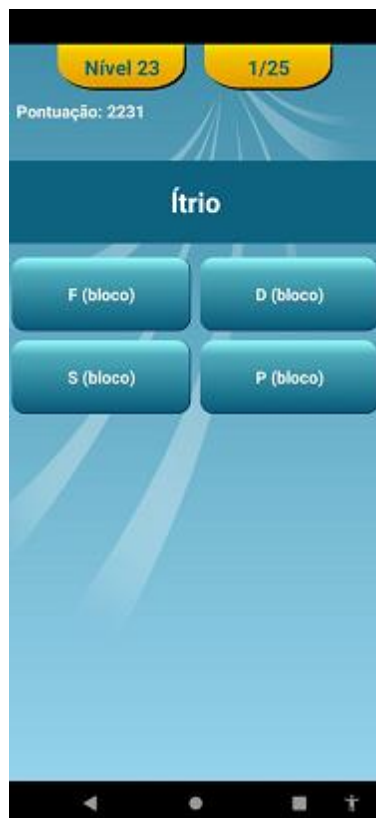 Nível 23
1/25
Pontuação: 2231
Ítrio
F (bloco)
D (bloco)
S (bloco)
P (bloco)